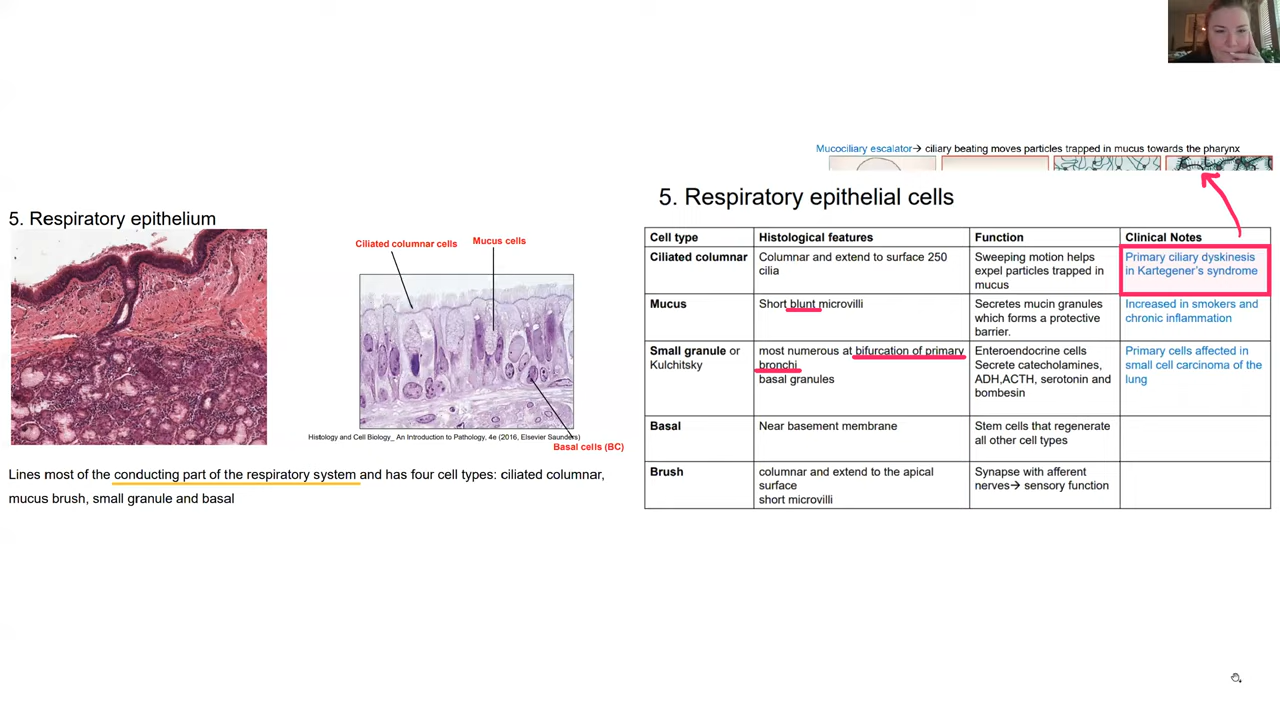 5. Respiratory epithelium
Ciliated columnar cells
Mucus cells
Histology and Cell Biology_ An Introduction to Pathology, 4e (2016, Elsevier Saunders)
Basal cells (BC)
Lines most of the conducting part of the respiratory system and has four cell types: ciliated columnar,
mucus brush, small granule and basal
Mucociliary escalator→ ciliary beating moves particles trapped in mucus towards the pharynx
5. Respiratory epithelial cells
Cell type Histological features Function Clinical Notes
Ciliated columnar
Columnar and extend to surface 250
cilia
Sweeping motion helps
expel particles trapped in
mucus
Primary ciliary dyskinesis
in Kartegener's syndrome
Mucus
Short blunt microvilli
Secretes mucin granules
which forms a protective
barrier.
Increased in smokers and
chronic inflammation
Small granule or
Kulchitsky
most numerous at bifurcation of primary
bronchi
basal granules
Enteroendocrine cells
Secrete catecholamines,
ADH,ACTH, serotonin and
bombesin
Primary cells affected in
small cell carcinoma of the
lung
Basal
Near basement membrane
Stem cells that regenerate
all other cell types
Brush
columnar and extend to the apical
surface
short microvilli
Synapse with afferent
nerves→ sensory function